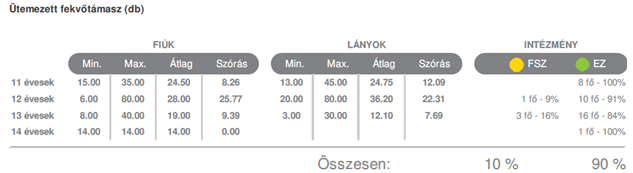 Ütemezett fekvőtámasz (db)
FIÚK LÁNYOK INTÉZMÉNY
Min. Max. Átlag Szórás Min. Max. Átlag Szórás FSZ EZ
11 évesek 15.00 35.00 24.50 8.26 13.00 45.00 24.75 12.09 8 fő - 100%
12 évesek 6.00 80.00 28.00 25.77 20.00 80.00 36.20 22.31 1 fő - 9% 10 fő - 91%
13 évesek 8.00 40.00 19.00 9.39 3.00 30.00 12.10 7.69 3 fő - 16% 16 fő - 84%
14 évesek 14.00 14.00 14.00 0.00 1 fő - 100%
Összesen: 10 % 90 %